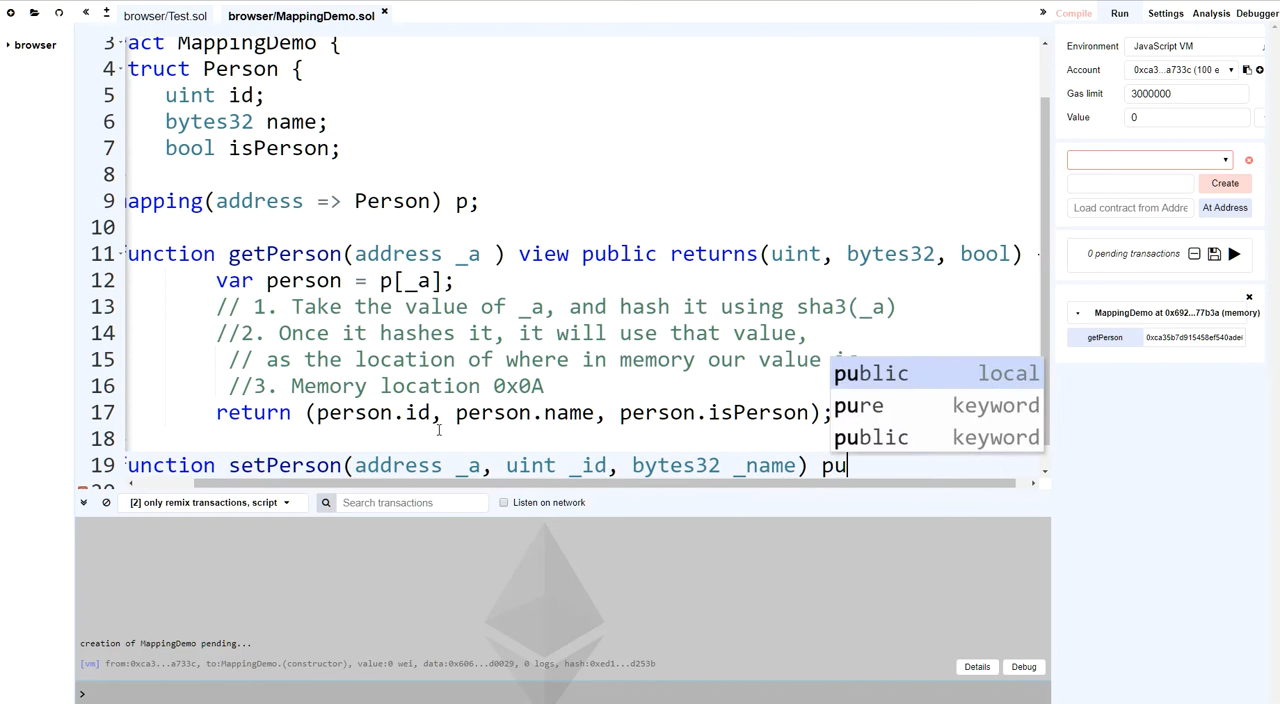 browser/Test.sol
browser/MappingDemo.sol
Compile Run Settings Analysis Debugger
browser
3 act MappingDemo {
4 truct Person {
5 uint id;
6 bytes32 name;
7 bool isPerson;
8
9 apping(address => Person) p;
10
11 unction getPerson(address _a ) view public returns(uint, bytes32, bool)
12 var person = p[_a];
13 // 1. Take the value of _a, and hash it using sha3(_a)
14 //2. Once it hashes it, it will use that value,
15 // as the location of where in memory our value
16 //3. Memory location 0x0A
17 return (person.id, person.name, person.isPerson);
18
19 unction setPerson(address _a, uint _id, bytes32 _name) pu
public local
pure keyword
public keyword
Environment JavaScript VM
Account 0xca3...a733c (100 e
Gas limit 3000000
Value 0
Create
Load contract from Addre At Address
0 pending transactions
MappingDemo at 0x692...77b3a (memory)
getPerson 0xca35b7d915458ef540ade
[2] only remix transactions, script
Search transactions
Listen on network
creation of MappingDemo pending...
[vm] from:0xca3...a733c, to:MappingDemo.(constructor), value:0 wei, data:0x606...d0029, 0 logs, hash:0xed1...d253b
Details Debug
>